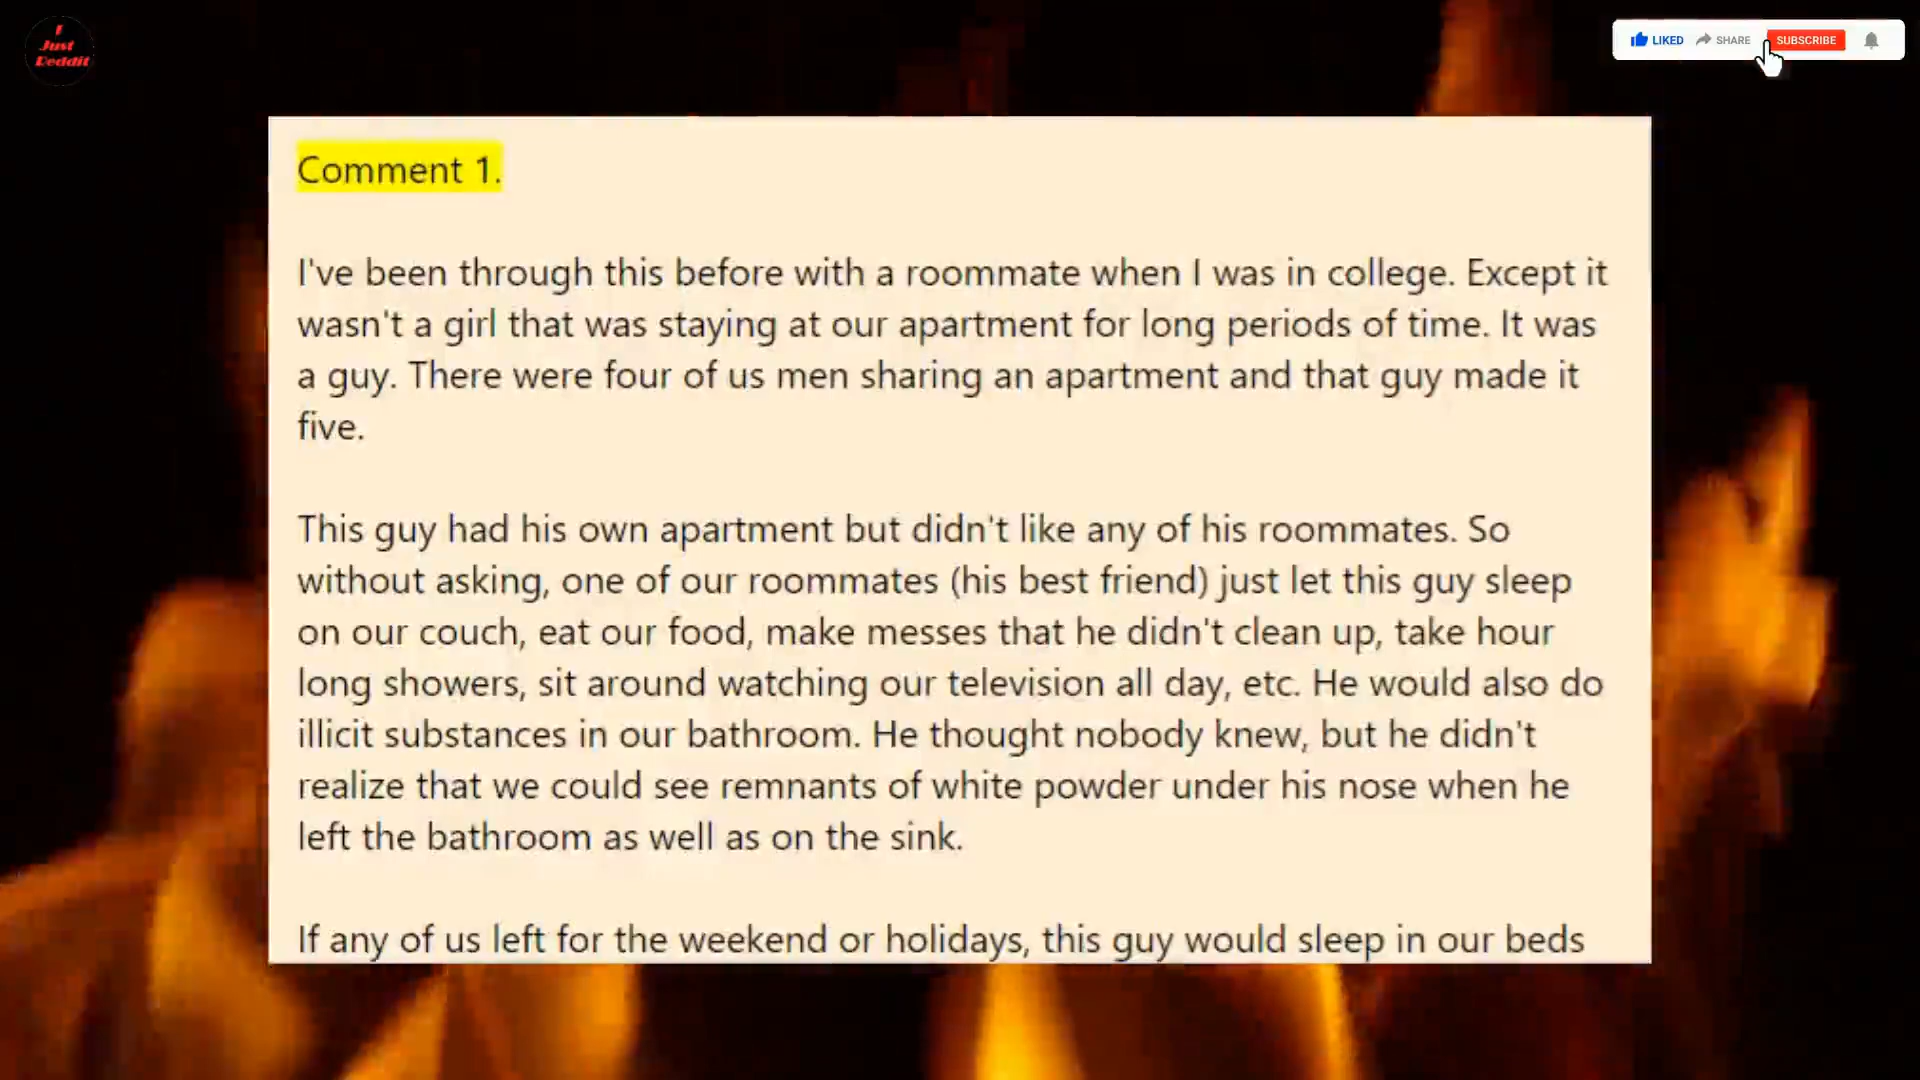 I
Just
Reddit
LIKED SHARE SUBSCRIBE
Comment 1.
I've been through this before with a roommate when I was in college. Except it
wasn't a girl that was staying at our apartment for long periods of time. It was
a guy. There were four of us men sharing an apartment and that guy made it
five.
This guy had his own apartment but didn't like any of his roommates. So
without asking, one of our roommates (his best friend) just let this guy sleep
on our couch, eat our food, make messes that he didn't clean up, take hour
long showers, sit around watching our television all day, etc. He would also do
illicit substances in our bathroom. He thought nobody knew, but he didn't
realize that we could see remnants of white powder under his nose when he
left the bathroom as well as on the sink.
If any of us left for the weekend or holidays, this guy would sleep in our beds